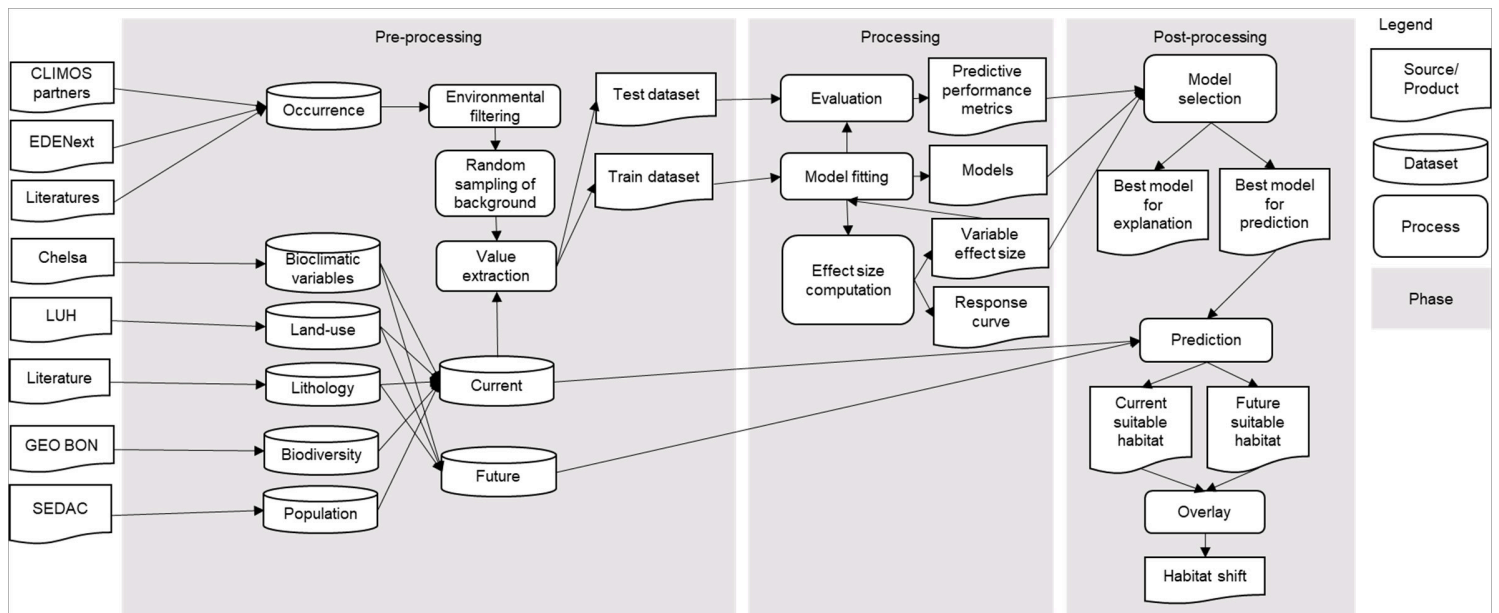 Pre-processing
Processing
Post-processing
Legend
CLIMOS
partners
EDENext
Literatures
Chelsa
LUH
Literature
GEO BON
SEDAC
Occurrence
Bioclimatic
variables
Land-use
Lithology
Biodiversity
Population
Environmental
filtering
Random
sampling of
background
Value
extraction
Current
Future
Test dataset
Train dataset
Evaluation
Model fitting
Effect size
computation
Predictive
performance
metrics
Models
Variable
effect size
Response
curve
Model
selection
Best model
for
explanation
Best model
for
prediction
Prediction
Current
suitable
habitat
Future
suitable
habitat
Overlay
Habitat shift
Source/
Product
Dataset
Process
Phase